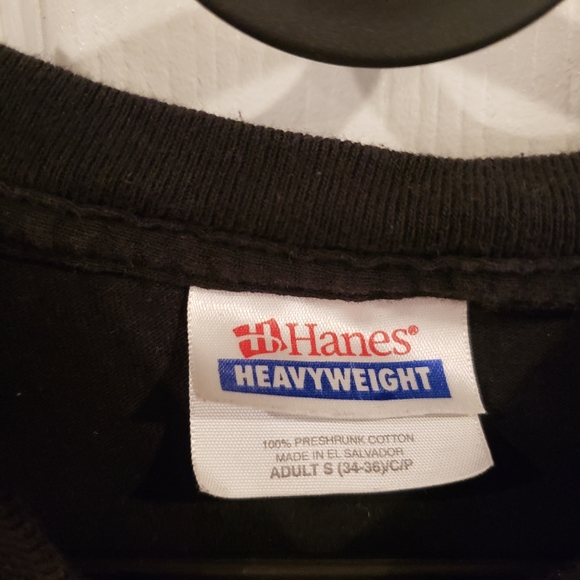 Hanes®
HEAVYWEIGHT
100% PRESHRUNK COTTON
MADE IN EL SALVADOR
ADULT S (34-36)/C/P